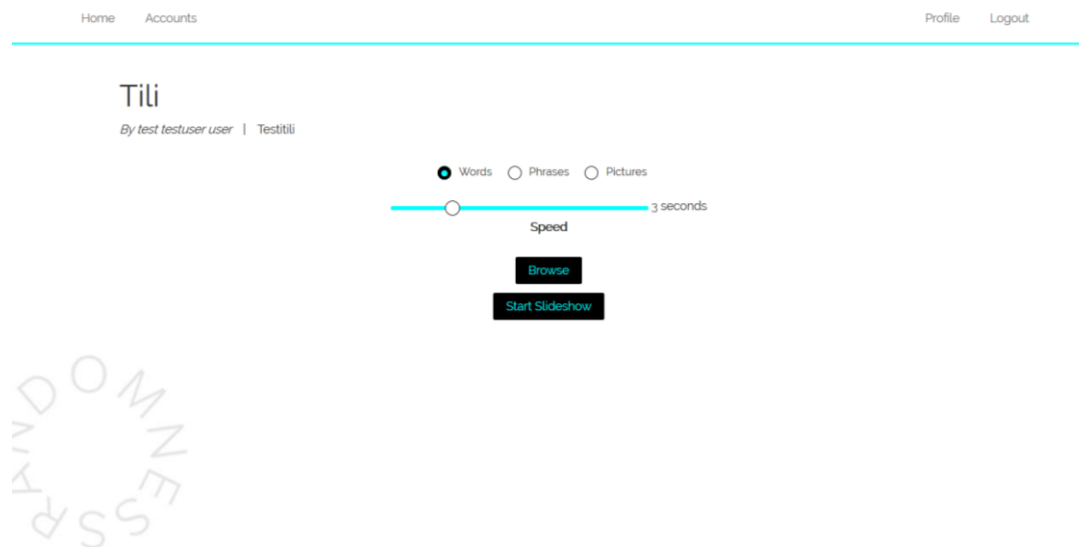 Home Accounts Profile Logout
Tili
By test testuser user | Testitili
Words Phrases Pictures
3 seconds
Speed
Browse
Start Slideshow
RANDOMNESS